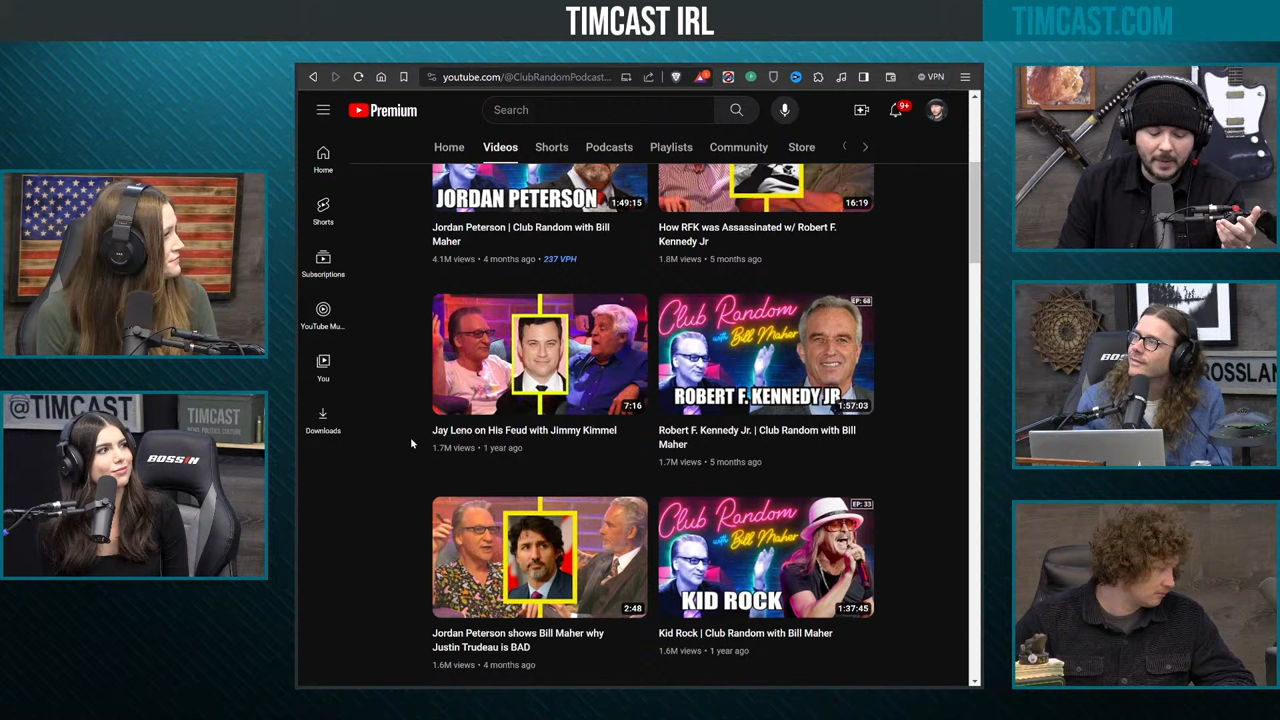 TIMCAST IRL
TIMCAST.COM
youtube.com/@ClubRandomPodcast...
VPN
Premium
Search
9+
Home
Videos
Shorts
Podcasts
Playlists
Community
Store
Home
Shorts
Subscriptions
YouTube Mu...
You
Downloads
JORDAN PETERSON
1:49:15
16:19
Jordan Peterson | Club Random with Bill
Maher
4.1M views • 4 months ago • 237 VPH
How RFK was Assassinated w/ Robert F.
Kennedy Jr
1.8M views • 5 months ago
7:16
EP: 68
Club Random
with Bill Maher
ROBERT F. KENNEDY JR
1:57:03
Jay Leno on His Feud with Jimmy Kimmel
1.7M views • 1 year ago
Robert F. Kennedy Jr. | Club Random with Bill
Maher
1.7M views • 5 months ago
2:48
EP: 33
Club Random
with Bill Maher
KID ROCK
1:37:45
Jordan Peterson shows Bill Maher why
Justin Trudeau is BAD
1.6M views • 4 months ago
Kid Rock | Club Random with Bill Maher
1.6M views • 1 year ago
@TIMCAST
TIMCAST
BOSSIN